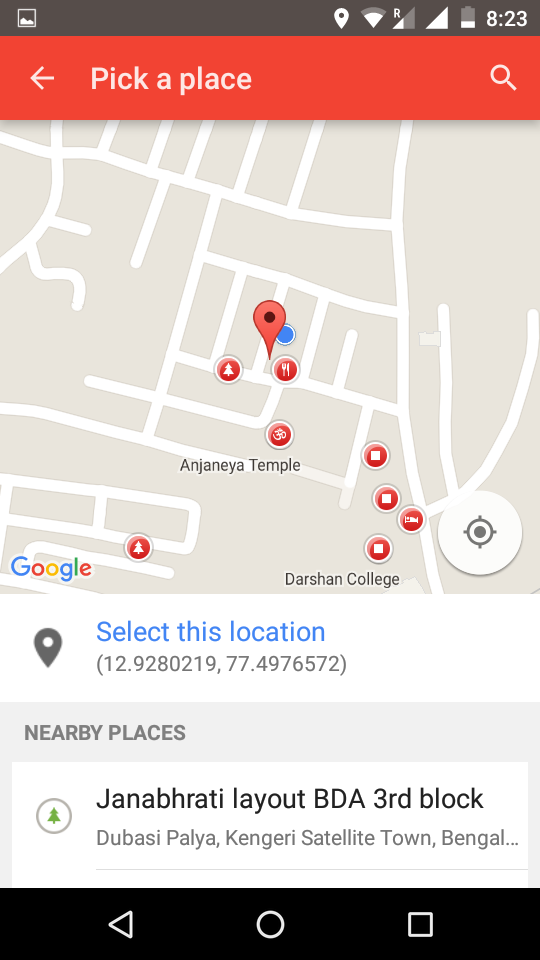 R
8:23
Pick a place
Anjaneya Temple
Google
Darshan College
Select this location
(12.9280219, 77.4976572)
NEARBY PLACES
Janabhrati layout BDA 3rd block
Dubasi Palya, Kengeri Satellite Town, Bengal...